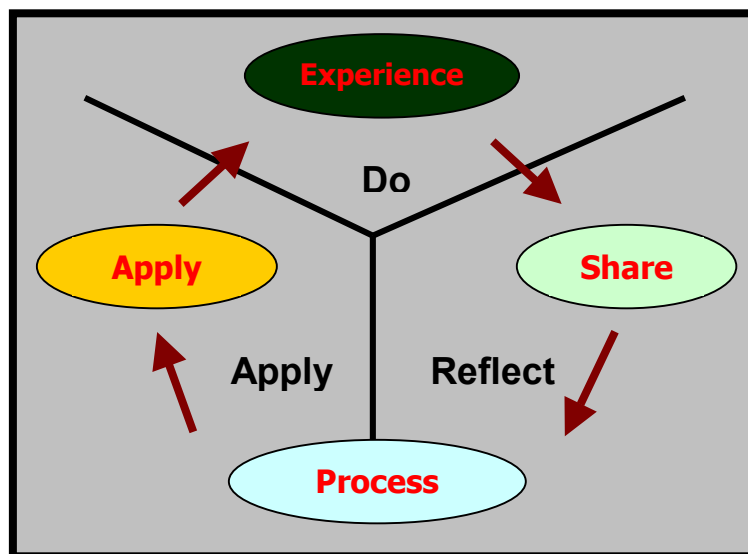 Experience
Do
Apply
Share
Apply
Reflect
Process